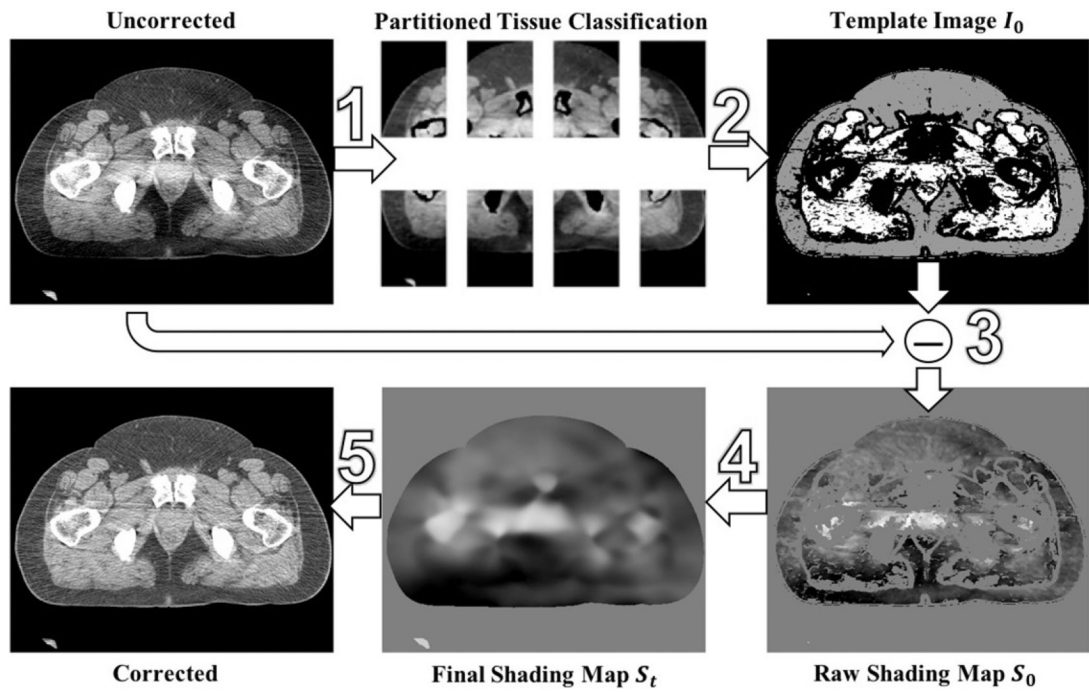 Uncorrected
Partitioned Tissue Classification
Template Image I₀
1
2
3
4
5
Corrected
Final Shading Map Sₜ
Raw Shading Map S₀